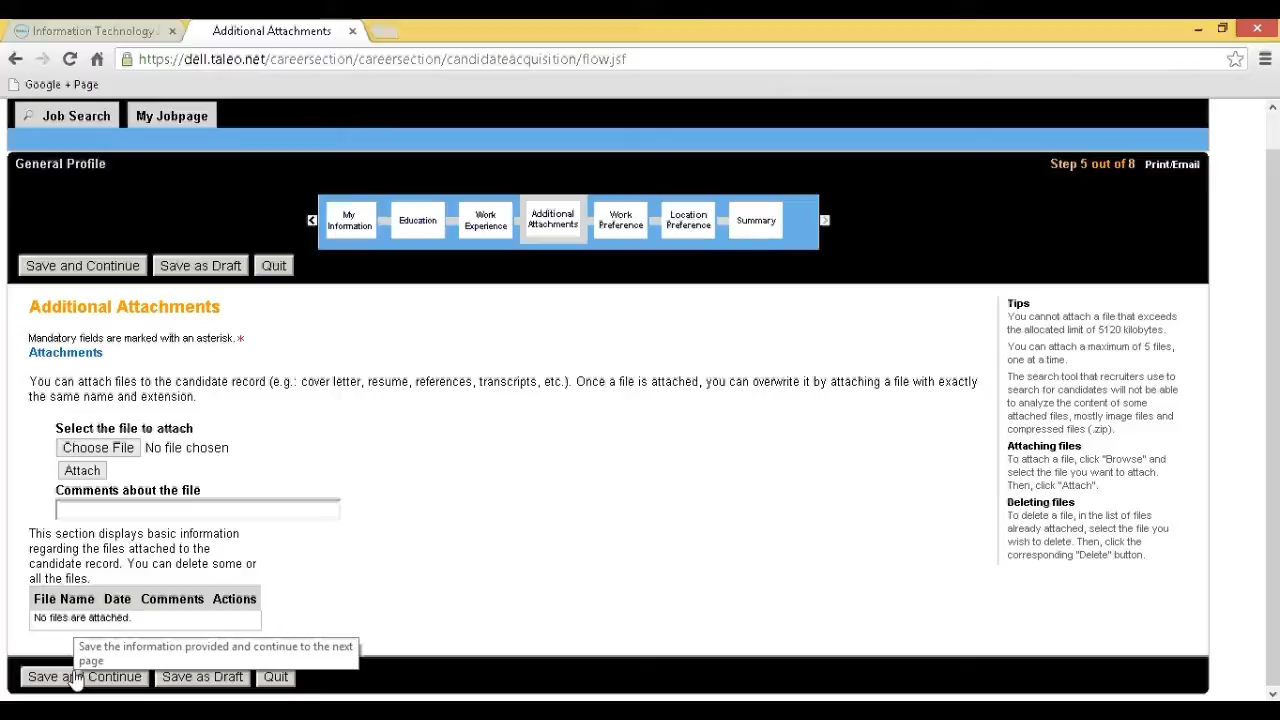 Information Technology
Additional Attachments
https://dell.taleo.net/careersection/careersection/candidateacquisition/flow.jsf
Google + Page
Job Search
My Jobpage
General Profile
Step 5 out of 8 Print/Email
My
Information
Education
Work
Experience
Additional
Attachments
Work
Preference
Location
Preference
Summary
Save and Continue
Save as Draft
Quit
Additional Attachments
Mandatory fields are marked with an asterisk. *
Attachments
You can attach files to the candidate record (e.g.: cover letter, resume, references, transcripts, etc.). Once a file is attached, you can overwrite it by attaching a file with exactly
the same name and extension.
Select the file to attach
Choose File No file chosen
Attach
Comments about the file
This section displays basic information
regarding the files attached to the
candidate record. You can delete some or
all the files.
File Name Date Comments Actions
No files are attached.
Save the information provided and continue to the next
page
Save and Continue
Save as Draft
Quit
Tips
You cannot attach a file that exceeds
the allocated limit of 5120 kilobytes.
You can attach a maximum of 5 files,
one at a time.
The search tool that recruiters use to
search for candidates will not be able
to analyze the content of some
attached files, mostly image files and
compressed files (.zip).
Attaching files
To attach a file, click "Browse" and
select the file you want to attach.
Then, click "Attach".
Deleting files
To delete a file, in the list of files
already attached, select the file you
wish to delete. Then, click the
corresponding "Delete" button.